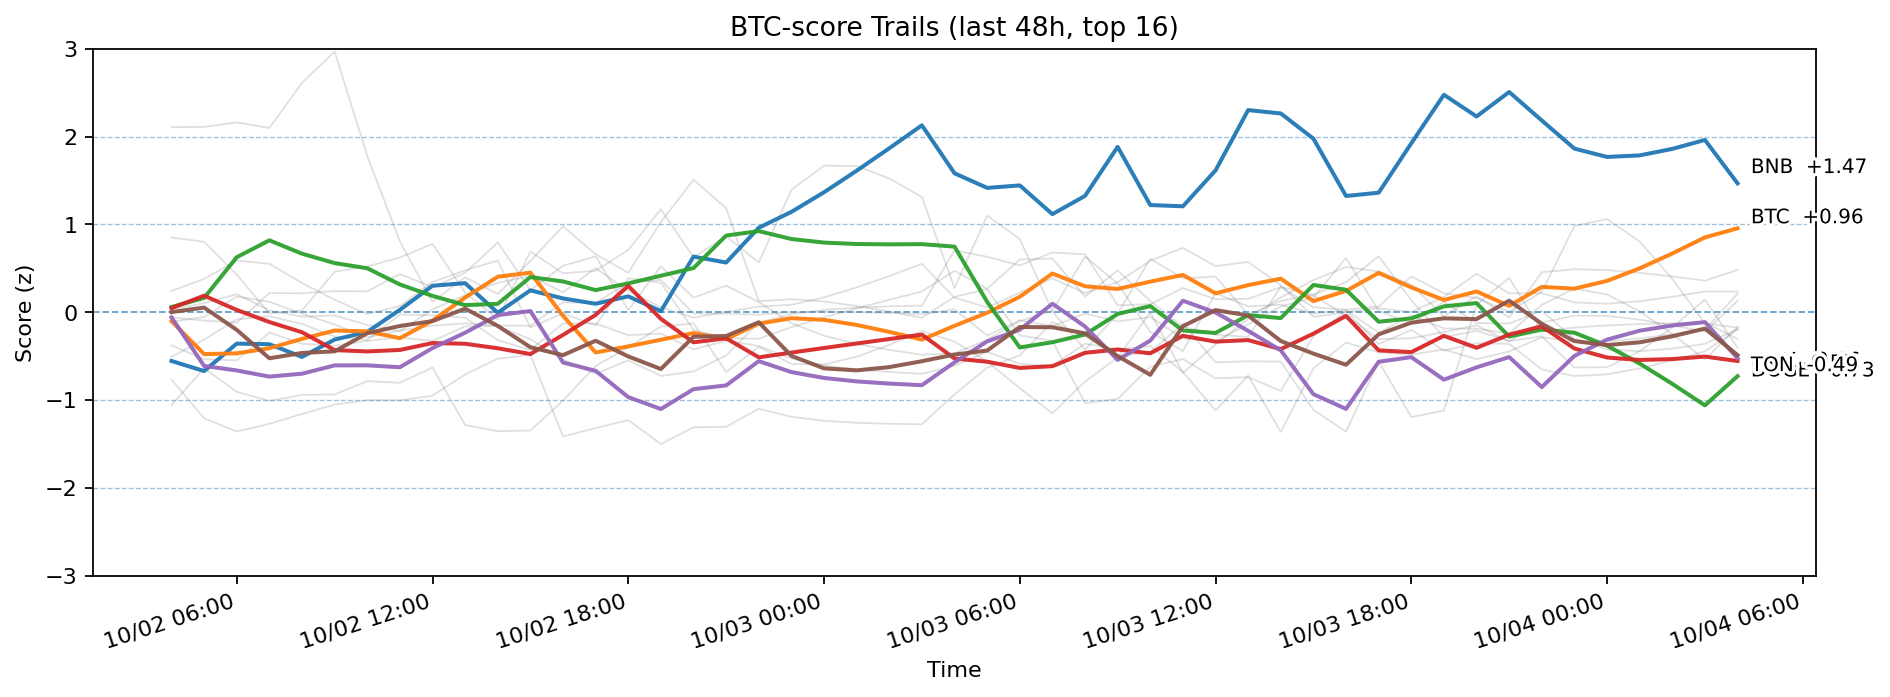 BTC-score Trails (last 48h, top 16)
3
2
1
0
−1
−2
−3
Score (z)
BNB +1.47
BTC +0.96
TON -0.49
10/02 06:00
10/02 12:00
10/02 18:00
10/03 00:00
10/03 06:00
10/03 12:00
10/03 18:00
10/04 00:00
10/04 06:00
Time